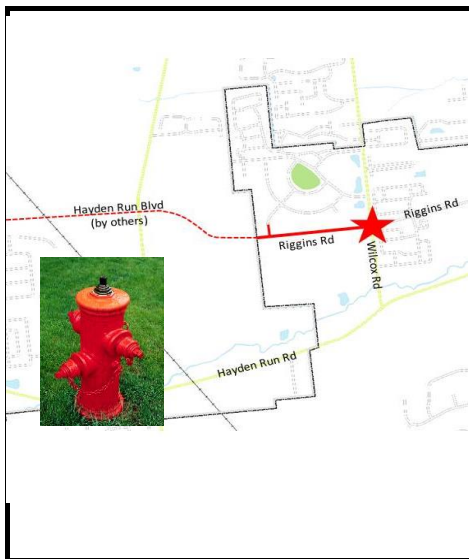 Hayden Run Blvd
(by others)
Riggins Rd
Riggins Rd
Wilcox Rd
Hayden Run Rd